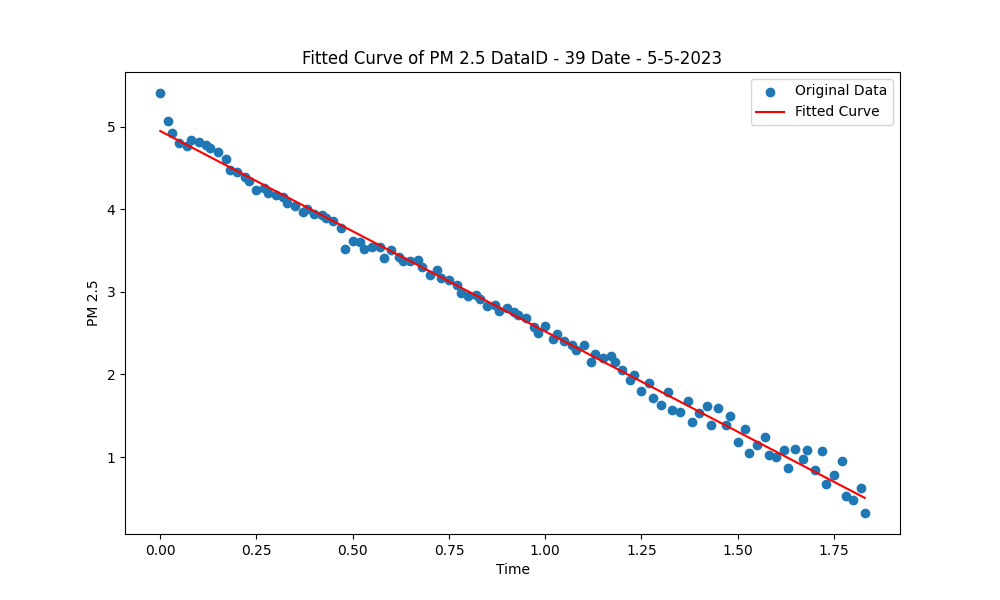 Fitted Curve of PM 2.5 DataID - 39 Date - 5-5-2023
Original Data
Fitted Curve
5
4
3
2
1
PM 2.5
0.00 0.25 0.50 0.75 1.00 1.25 1.50 1.75
Time